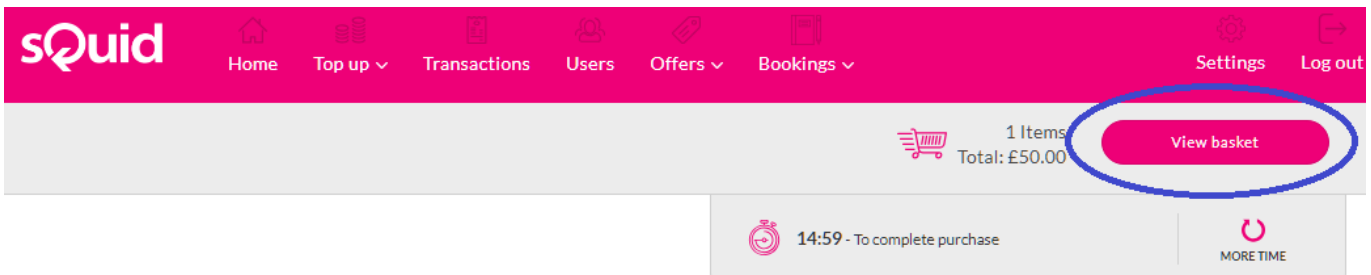 sQuid
Home Top up Transactions Users Offers Bookings Settings Log out
1 Items
Total: £50.00
View basket
14:59 - To complete purchase
MORE TIME